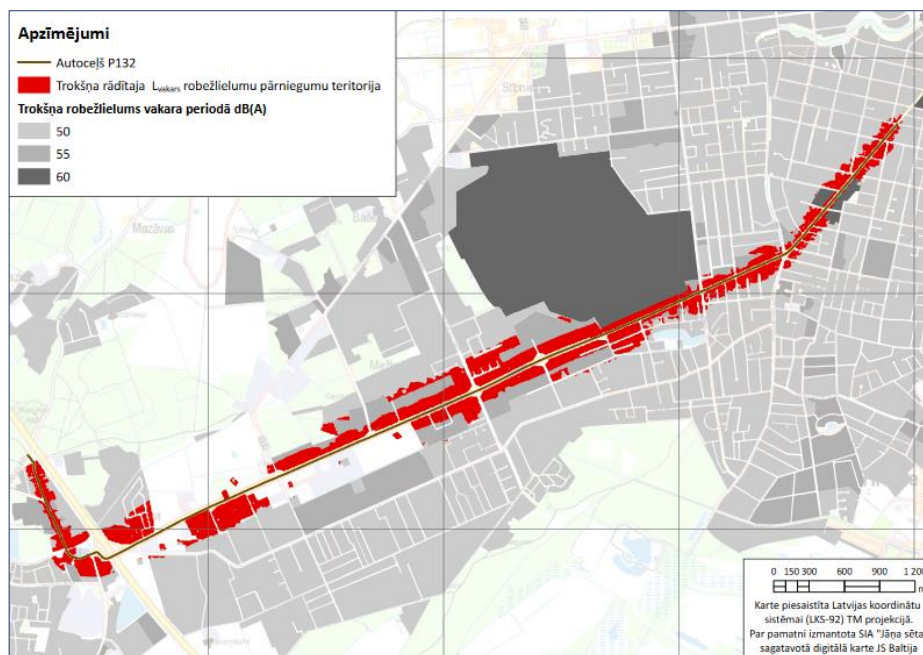 Apzīmējumi
Autoceļš P132
Trokšņa rādītaja Lvakars robežlielumu pārniegumu teritorija
Trokšņa robežlielums vakara periodā dB(A)
50
55
60
Mazāvas
0 150 300 600 900 1 200
m
Karte piesaistīta Latvijas koordinātu
sistēmai (LKS-92) TM projekcijā.
Par pamatni izmantota SIA "Jāņa sēta"
sagatavotā digitālā karte JS Baltija